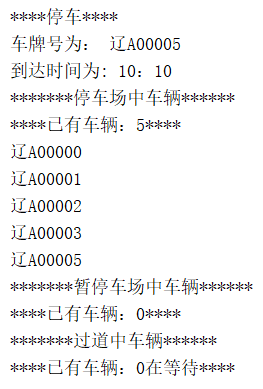 ****停车****
车牌号为： 辽A00005
到达时间为: 10：10
*******停车场中车辆******
****已有车辆：5****
辽A00000
辽A00001
辽A00002
辽A00003
辽A00005
*******暂停车场中车辆******
****已有车辆：0****
*******过道中车辆******
****已有车辆：0在等待****